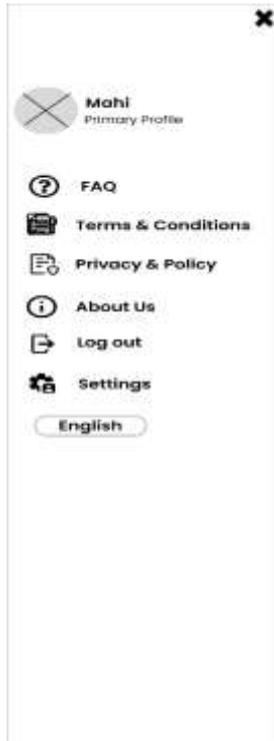 Mahi
Primary Profile
FAQ
Terms & Conditions
Privacy & Policy
About Us
Log out
Settings
English